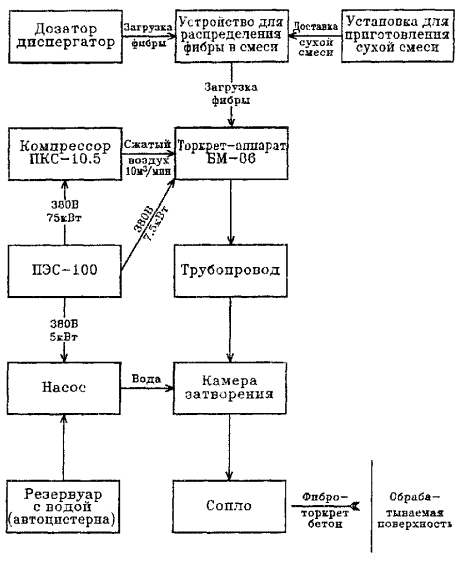 Дозатор
диспергатор
Загрузка
фибры
Устройство для
распределения
фибры в смеси
Доставка
сухой
смеси
Установка для
приготовления
сухой смеси
Загрузка
фибры
Компрессор
ПКС-10.5
Сжатый
воздух
10м³/мин
Торкрет-аппарат
БМ-86
380В
75кВт
380В
7.5кВт
ПЭС-100
Трубопровод
380В
5кВт
Насос
Вода
Камера
затворения
Резервуар
с водой
(автоцистерна)
Сопло
Фибро-
торкрет
бетон
Обраба-
тываемая
поверхность